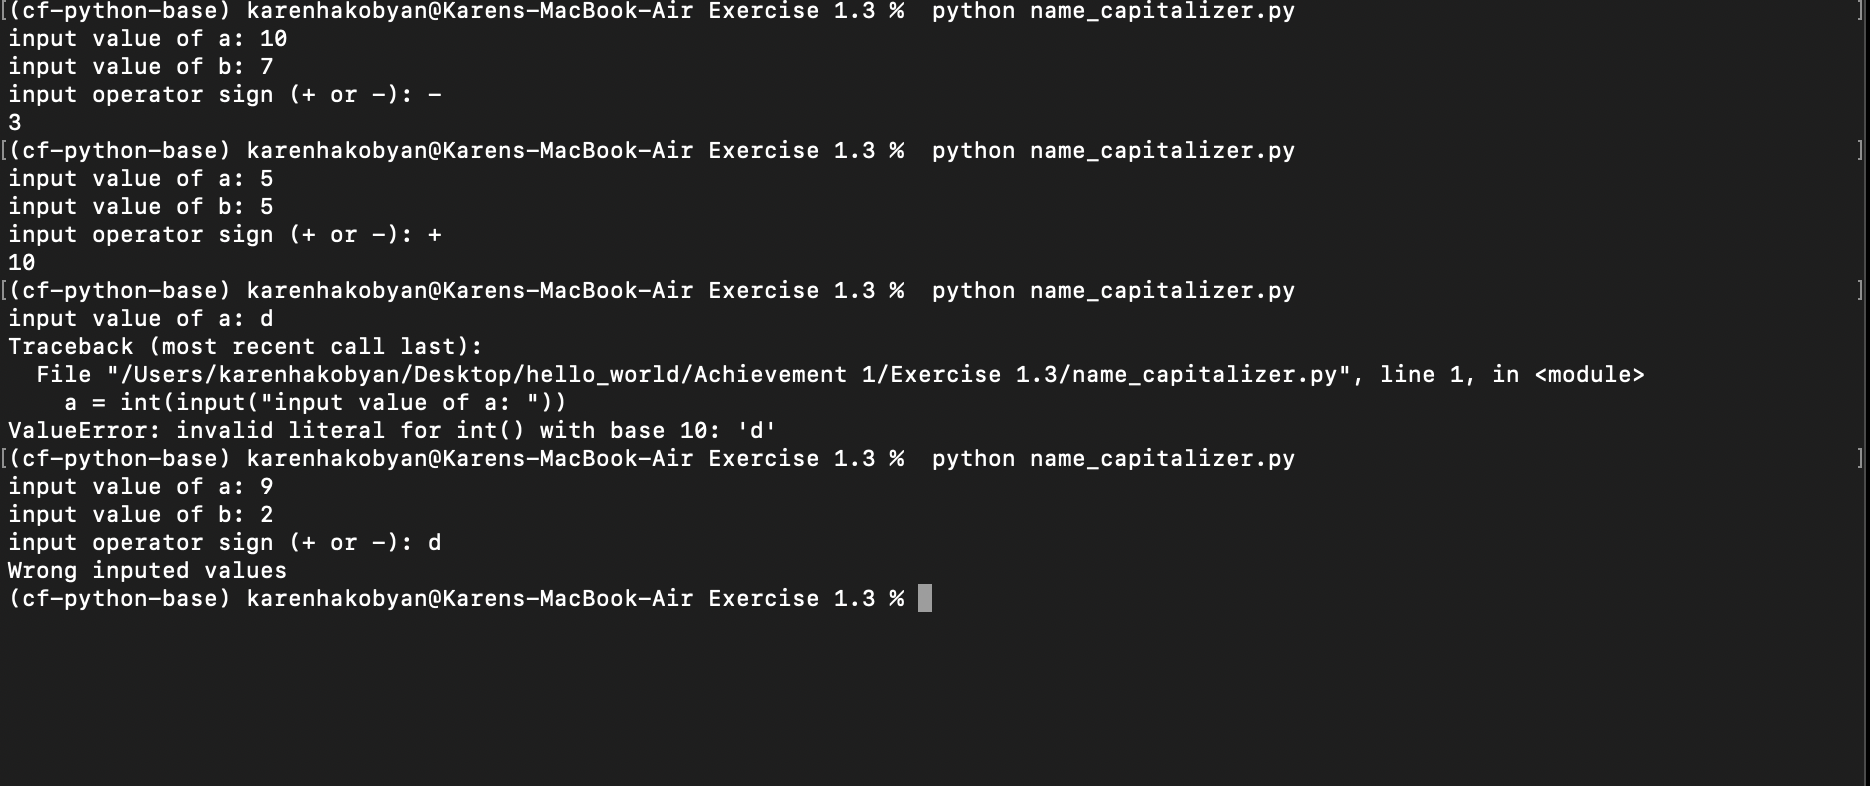 [(cf-python-base) karenhakobyan@Karens-MacBook-Air Exercise 1.3 %  python name_capitalizer.py ]
input value of a: 10
input value of b: 7
input operator sign (+ or -): -
3
[(cf-python-base) karenhakobyan@Karens-MacBook-Air Exercise 1.3 %  python name_capitalizer.py ]
input value of a: 5
input value of b: 5
input operator sign (+ or -): +
10
[(cf-python-base) karenhakobyan@Karens-MacBook-Air Exercise 1.3 %  python name_capitalizer.py ]
input value of a: d
Traceback (most recent call last):
  File "/Users/karenhakobyan/Desktop/hello_world/Achievement 1/Exercise 1.3/name_capitalizer.py", line 1, in <module>
    a = int(input("input value of a: "))
ValueError: invalid literal for int() with base 10: 'd'
[(cf-python-base) karenhakobyan@Karens-MacBook-Air Exercise 1.3 %  python name_capitalizer.py ]
input value of a: 9
input value of b: 2
input operator sign (+ or -): d
Wrong inputed values
(cf-python-base) karenhakobyan@Karens-MacBook-Air Exercise 1.3 %